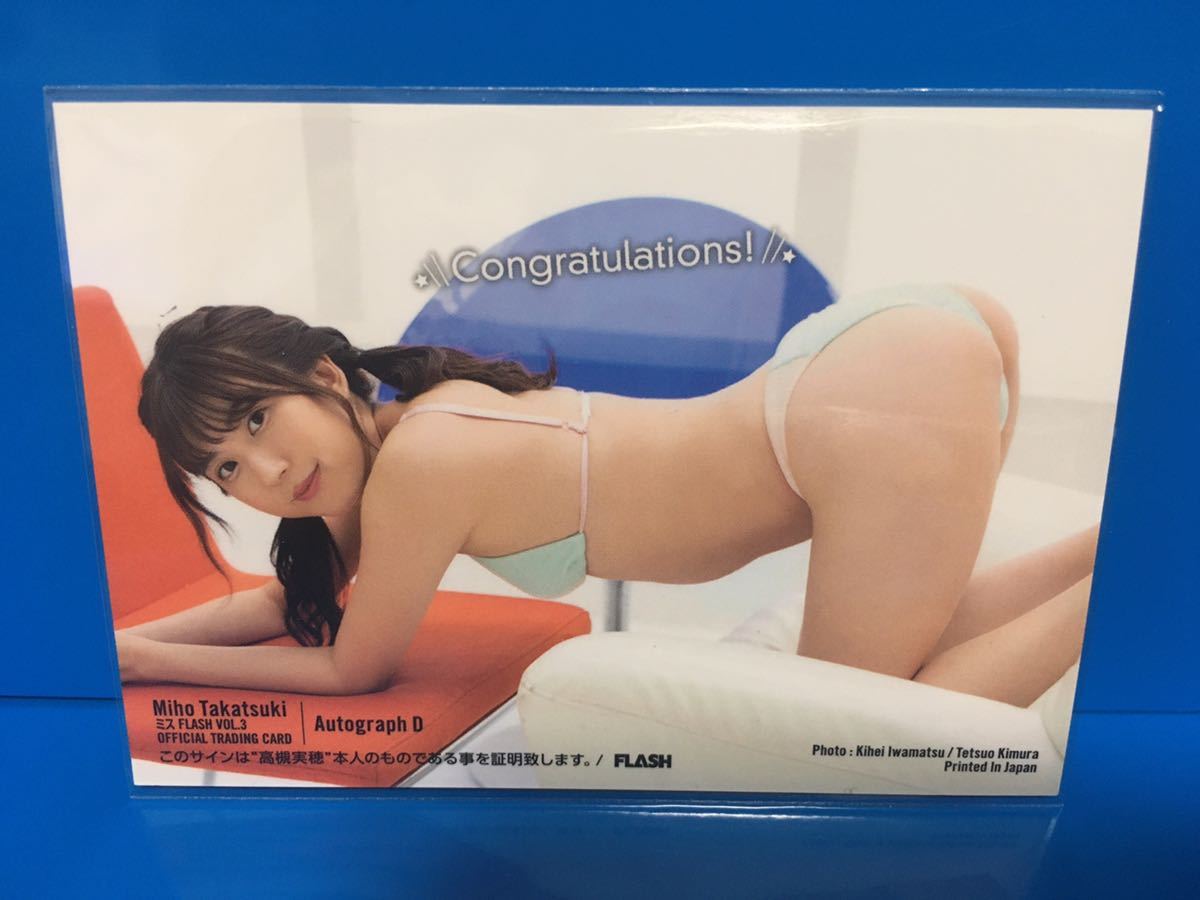 Congratulations!
Miho Takatsuki
ミス FLASH VOL.3
OFFICIAL TRADING CARD
Autograph D
このサインは"高槻実穂"本人のものである事を証明致します。/ FLASH
Photo : Kihei Iwamatsu / Tetsuo Kimura
Printed In Japan